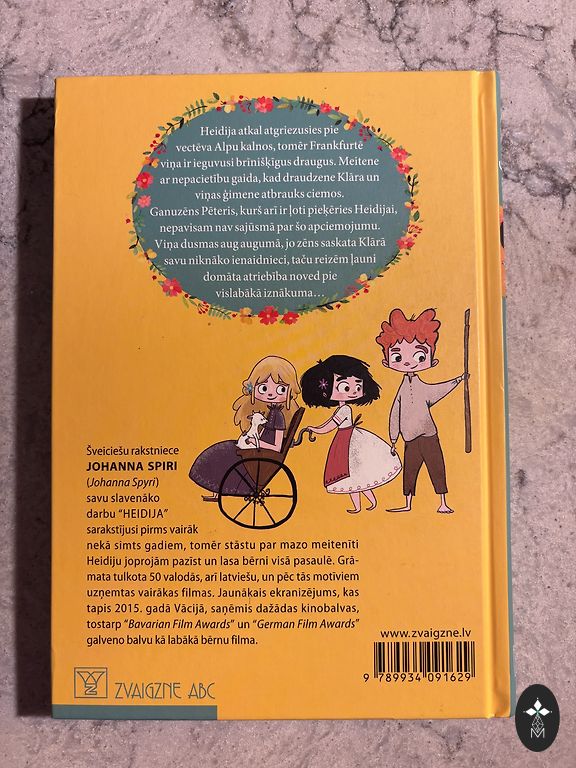 Heidija atkal atgriezusies pie
vectēva Alpu kalnos, tomēr Frankfurtē
viņa ir ieguvusi brīnišķīgus draugus. Meitene
ar nepacietību gaida, kad draudzene Klāra un
viņas ģimene atbrauks ciemos.
Ganuzēns Pēteris, kurš arī ir ļoti pieķēries Heidijai,
nepavisam nav sajūsmā par šo apciemojumu.
Viņa dusmas aug augumā, jo zēns saskata Klārā
savu niknāko ienaidnieci, taču reizēm ļauni
domāta atriebība noved pie
vislabākā iznākuma...
Šveiciešu rakstniece
JOHANNA SPIRI
(Johanna Spyri)
savu slavenāko
darbu "HEIDIJA"
sarakstījusi pirms vairāk
nekā simts gadiem, tomēr stāstu par mazo meitenīti
Heidiju joprojām pazīst un lasa bērni visā pasaulē. Grā-
mata tulkota 50 valodās, arī latviešu, un pēc tās motīviem
uzņemtas vairākas filmas. Jaunākais ekranizējums, kas
tapis 2015. gadā Vācijā, saņēmis dažādas kinobalvas,
tostarp "Bavarian Film Awards" un "German Film Awards"
galveno balvu kā labākā bērnu filma.
www.zvaigzne.lv
9 789934 091629
ZVAIGZNE ABC
M